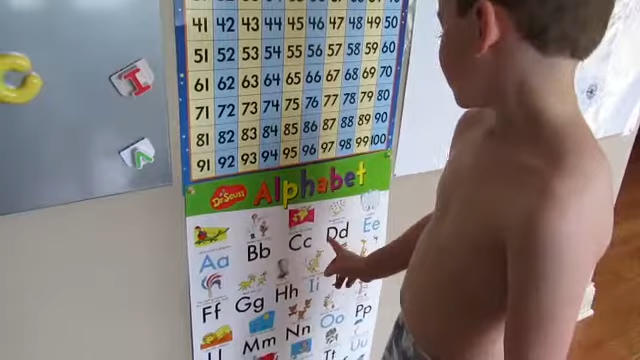 41 42 43 44 45 46 47 48 49 50
51 52 53 54 55 56 57 58 59 60
61 62 63 64 65 66 67 68 69 70
71 72 73 74 75 76 77 78 79 80
81 82 83 84 85 86 87 88 89 90
91 92 93 94 95 96 97 98 99 100
I
A
Dr. Seuss
Alphabet
Aa Bb Cc Dd Ee
Ff Gg Hh Ii
Mm Nn Oo Pp
Tt Uu